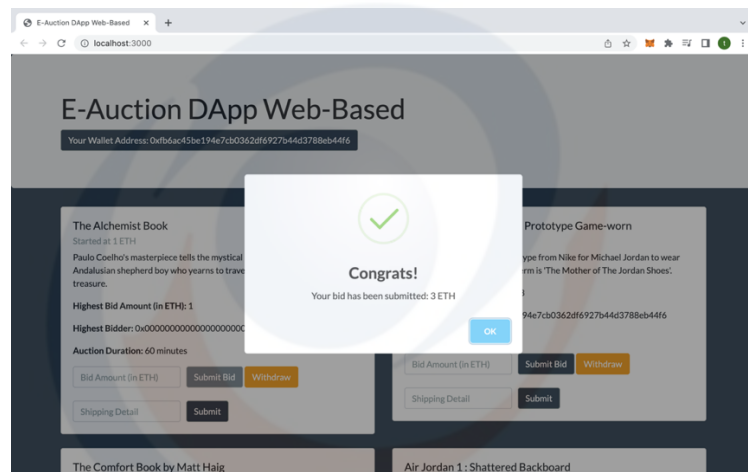 E-Auction DApp Web-Based
localhost:3000
E-Auction DApp Web-Based
Your Wallet Address: 0xfb6ac45be194e7cb0362df6927b44d3788eb44f6
The Alchemist Book
Started at 1 ETH
Paulo Coelho's masterpiece tells the mystical
Andalusian shepherd boy who yearns to trave
treasure.
Highest Bid Amount (in ETH): 1
Highest Bidder: 0x0000000000000000000
Auction Duration: 60 minutes
Bid Amount (in ETH)
Submit Bid
Withdraw
Shipping Detail
Submit
Congrats!
Your bid has been submitted: 3 ETH
OK
Prototype Game-worn
ype from Nike for Michael Jordan to wear
rm is 'The Mother of The Jordan Shoes'.
94e7cb0362df6927b44d3788eb44f6
Bid Amount (in ETH)
Submit Bid
Withdraw
Shipping Detail
Submit
The Comfort Book by Matt Haig
Air Jordan 1 : Shattered Backboard